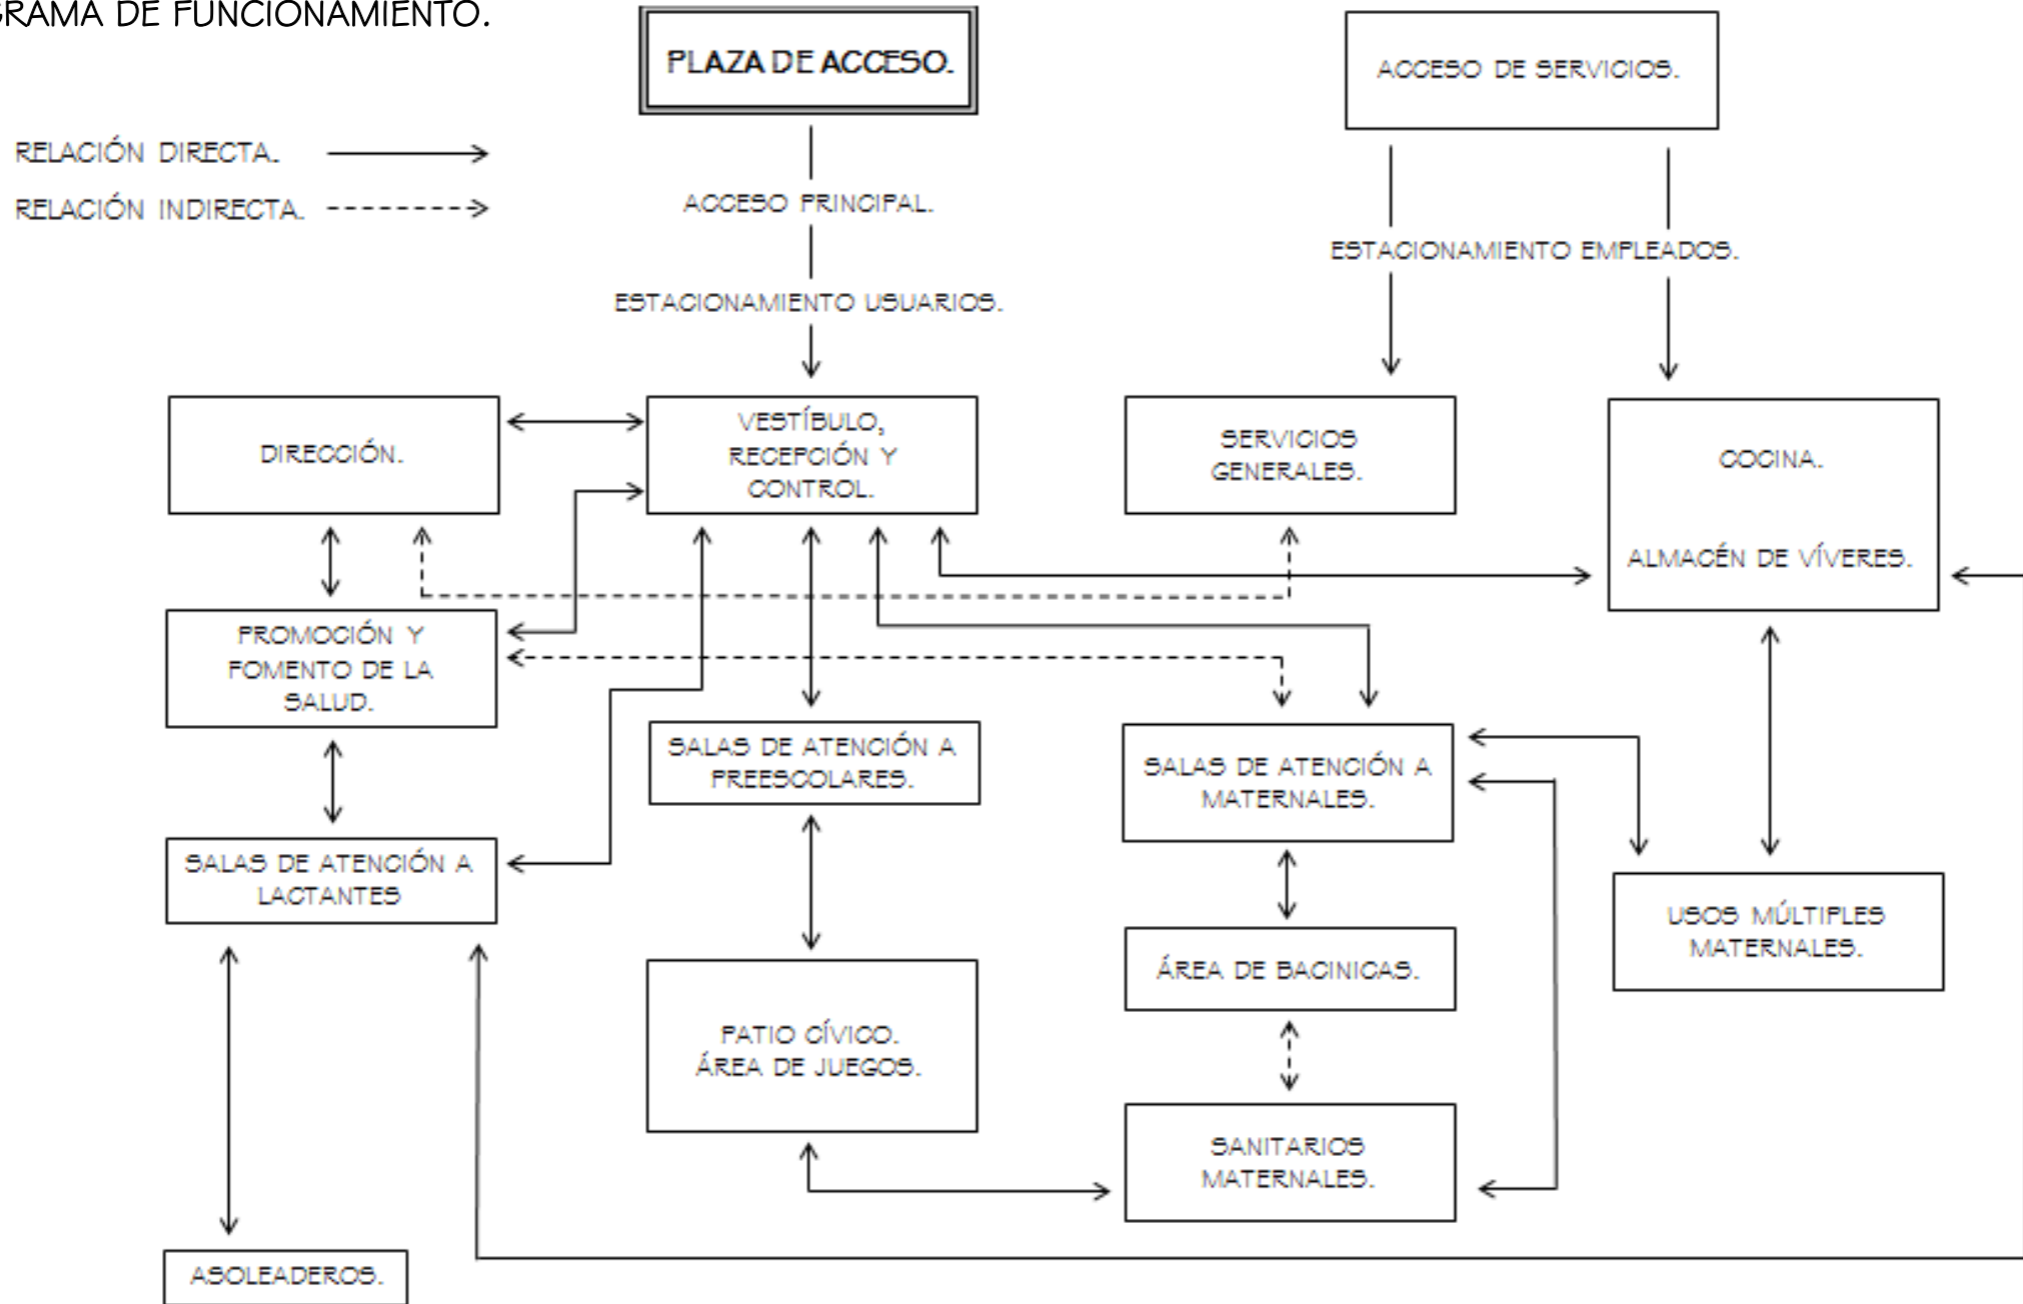 GRAMA DE FUNCIONAMIENTO.
PLAZA DE ACCESO.
ACCESO DE SERVICIOS.
RELACIÓN DIRECTA.
RELACIÓN INDIRECTA.
ACCESO PRINCIPAL.
ESTACIONAMIENTO EMPLEADOS.
ESTACIONAMIENTO USUARIOS.
DIRECCIÓN.
VESTÍBULO,
RECEPCIÓN Y
CONTROL.
SERVICIOS
GENERALES.
COCINA.
ALMACÉN DE VÍVERES.
PROMOCIÓN Y
FOMENTO DE LA
SALUD.
SALAS DE ATENCIÓN A
PREESCOLARES.
SALAS DE ATENCIÓN A
MATERNALES.
SALAS DE ATENCIÓN A
LACTANTES
USOS MÚLTIPLES
MATERNALES.
ÁREA DE BACINICAS.
PATIO CÍVICO.
ÁREA DE JUEGOS.
SANITARIOS
MATERNALES.
ASOLEADEROS.